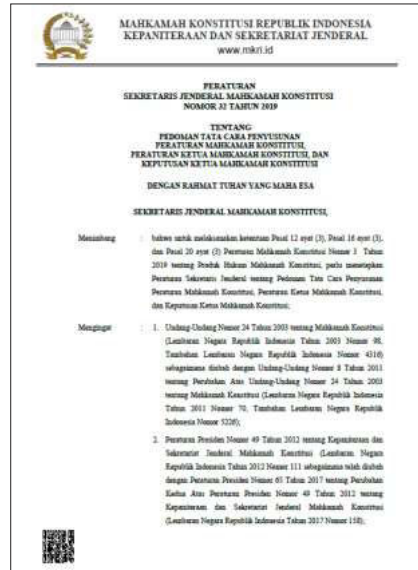 MAHKAMAH KONSTITUSI REPUBLIK INDONESIA
KEPANITERAAN DAN SEKRETARIAT JENDERAL
www.mkri.id
PERATURAN
SEKRETARIS JENDERAL MAHKAMAH KONSTITUSI
NOMOR 32 TAHUN 2019
TENTANG
PEDOMAN TATA CARA PENYUSUNAN
PERATURAN MAHKAMAH KONSTITUSI,
PERATURAN KETUA MAHKAMAH KONSTITUSI, DAN
KEPUTUSAN KETUA MAHKAMAH KONSTITUSI
DENGAN RAHMAT TUHAN YANG MAHA ESA
SEKRETARIS JENDERAL MAHKAMAH KONSTITUSI,
Menimbang : bahwa untuk melaksanakan ketentuan Pasal 12 ayat (3), Pasal 16 ayat (3),
dan Pasal 20 ayat (3) Peraturan Mahkamah Konstitusi Nomor 1 Tahun
2019 tentang Produk Hukum Mahkamah Konstitusi, perlu menetapkan
Peraturan Sekretaris Jenderal tentang Pedoman Tata Cara Penyusunan
Peraturan Mahkamah Konstitusi, Peraturan Ketua Mahkamah Konstitusi,
dan Keputusan Ketua Mahkamah Konstitusi;
Mengingat : 1. Undang-Undang Nomor 24 Tahun 2003 tentang Mahkamah Konstitusi
(Lembaran Negara Republik Indonesia Tahun 2003 Nomor 98,
Tambahan Lembaran Negara Republik Indonesia Nomor 4316)
sebagaimana diubah dengan Undang-Undang Nomor 8 Tahun 2011
tentang Perubahan Atas Undang-Undang Nomor 24 Tahun 2003
tentang Mahkamah Konstitusi (Lembaran Negara Republik Indonesia
Tahun 2011 Nomor 70, Tambahan Lembaran Negara Republik
Indonesia Nomor 5226);
2. Peraturan Presiden Nomor 49 Tahun 2012 tentang Kepaniteraan dan
Sekretariat Jenderal Mahkamah Konstitusi (Lembaran Negara
Republik Indonesia Tahun 2012 Nomor 111 sebagaimana telah diubah
dengan Peraturan Presiden Nomor 65 Tahun 2017 tentang Perubahan
Kedua Atas Peraturan Presiden Nomor 49 Tahun 2012 tentang
Kepaniteraan dan Sekretariat Jenderal Mahkamah Konstitusi
(Lembaran Negara Republik Indonesia Tahun 2017 Nomor 158);